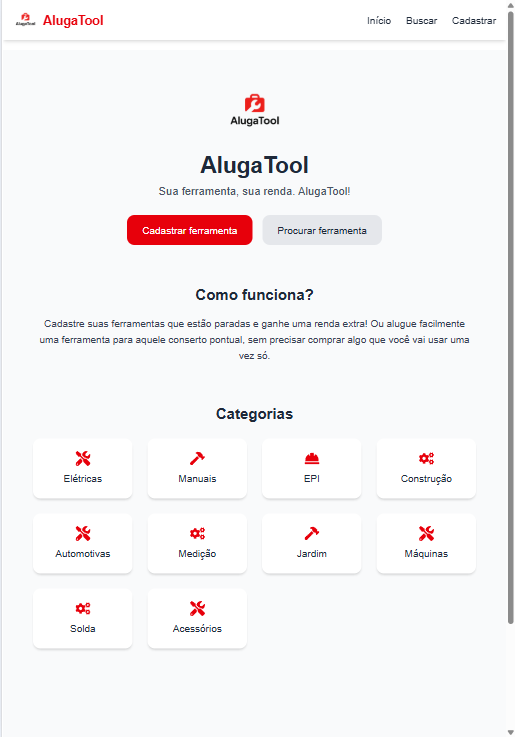 AlugaTool AlugaTool Início Buscar Cadastrar
AlugaTool
AlugaTool
Sua ferramenta, sua renda. AlugaTool!
Cadastrar ferramenta Procurar ferramenta
Como funciona?
Cadastre suas ferramentas que estão paradas e ganhe uma renda extra! Ou alugue facilmente
uma ferramenta para aquele conserto pontual, sem precisar comprar algo que você vai usar uma
vez só.
Categorias
Elétricas Manuais EPI Construção
Automotivas Medição Jardim Máquinas
Solda Acessórios